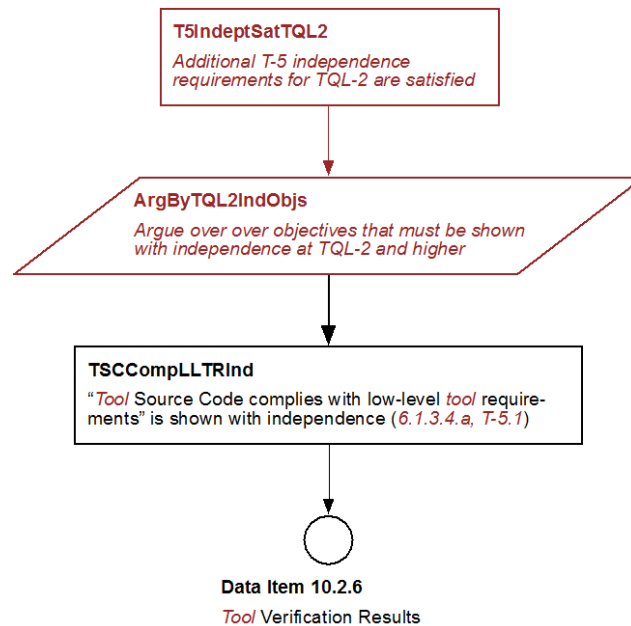 T5IndeptSatTQL2
Additional T-5 independence
requirements for TQL-2 are satisfied
ArgByTQL2IndObjs
Argue over over objectives that must be shown
with independence at TQL-2 and higher
TSCCompLLTRInd
“Tool Source Code complies with low-level tool require-
ments” is shown with independence (6.1.3.4.a, T-5.1)
Data Item 10.2.6
Tool Verification Results